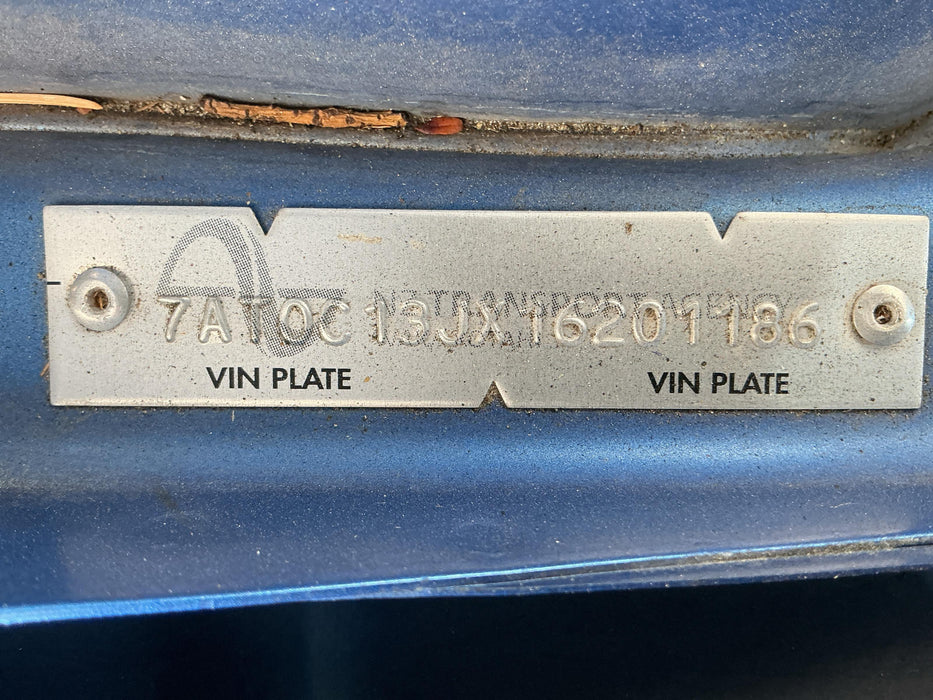 NZ TRANSPORT AGENCY
7AT0C13JX16201186
VIN PLATE VIN PLATE